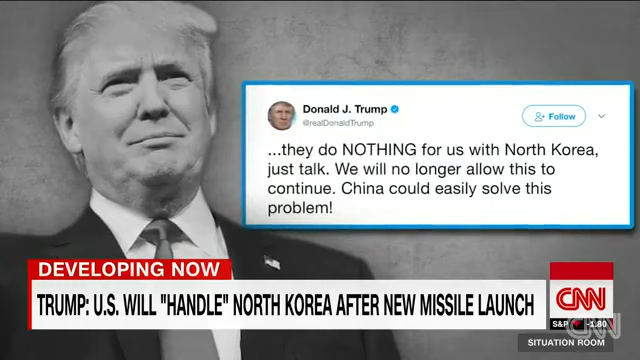 Donald J. Trump
@realDonaldTrump
Follow
...they do NOTHING for us with North Korea,
just talk. We will no longer allow this to
continue. China could easily solve this
problem!
DEVELOPING NOW
TRUMP: U.S. WILL "HANDLE" NORTH KOREA AFTER NEW MISSILE LAUNCH
CNN
S&P -1.80
CNN
SITUATION ROOM